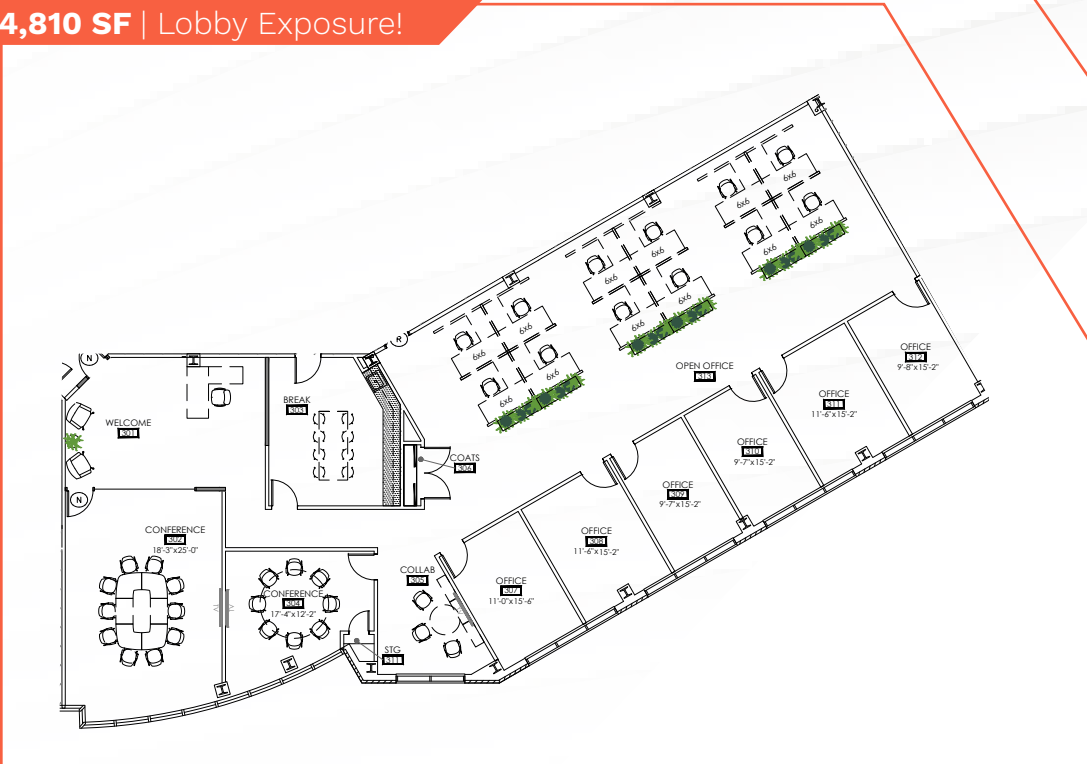 4,810 SF | Lobby Exposure!
6x6
6x6
6x6
6x6
6x6
6x6
6x6
6x6
6x6
6x6
6x6
6x6
R
N
OFFICE
312
9'-8"x15'-2"
OPEN OFFICE
313
OFFICE
311
11'-6"x15'-2"
BREAK
303
WELCOME
301
OFFICE
310
9'-7"x15'-2"
COATS
306
OFFICE
309
9'-7"x15'-2"
N
CONFERENCE
302
18'-3"x25'-0"
OFFICE
308
11'-6"x15'-2"
COLLAB
305
OFFICE
307
11'-0"x15'-6"
CONFERENCE
304
17'-4"x12'-2"
STG
311